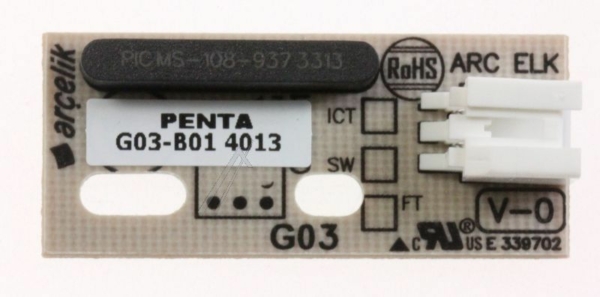 arçelik
PIC MS-108-937 3313
RoHS
ARC ELK
PENTA
G03-B01 4013
ICT
SW
FT
G03
V-0
c RU ® US E 339702